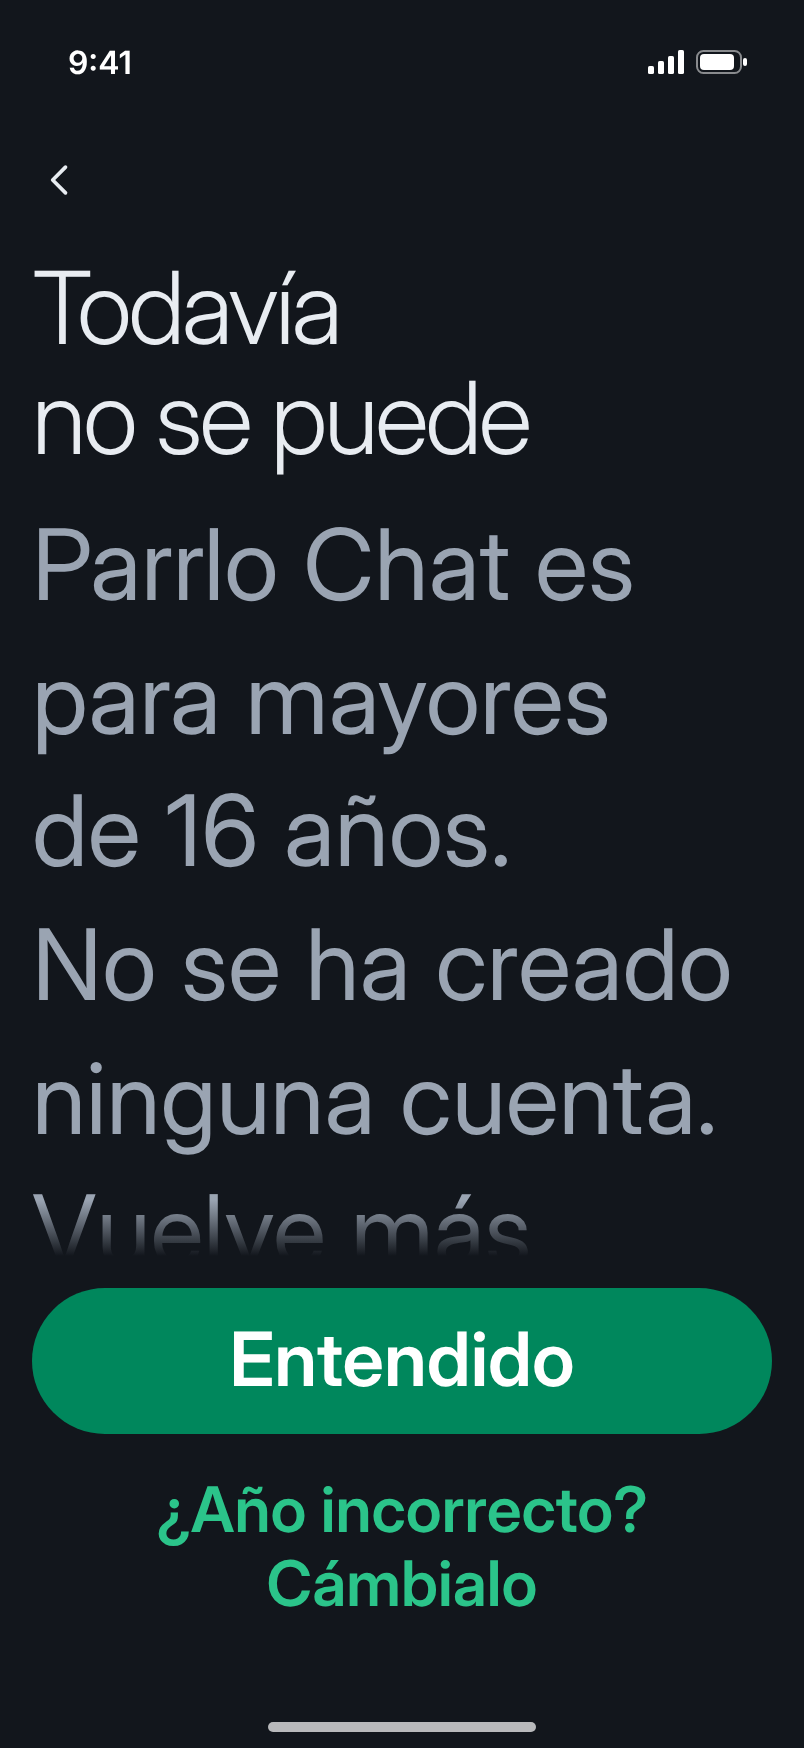 9:41
Todavía
no se puede
Parrlo Chat es
para mayores
de 16 años.
No se ha creado
ninguna cuenta.
Vuelve más
Entendido
¿Año incorrecto?
Cámbialo